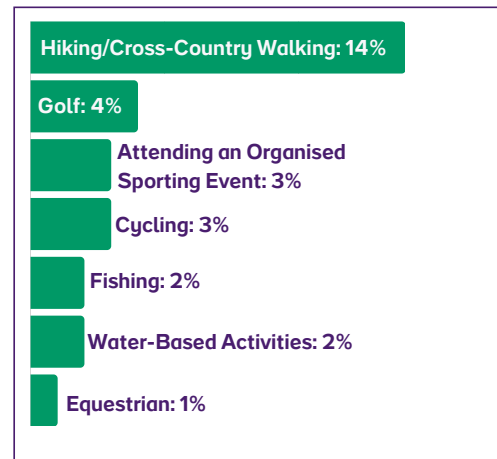 Hiking/Cross-Country Walking: 14%
Golf: 4%
Attending an Organised
Sporting Event: 3%
Cycling: 3%
Fishing: 2%
Water-Based Activities: 2%
Equestrian: 1%